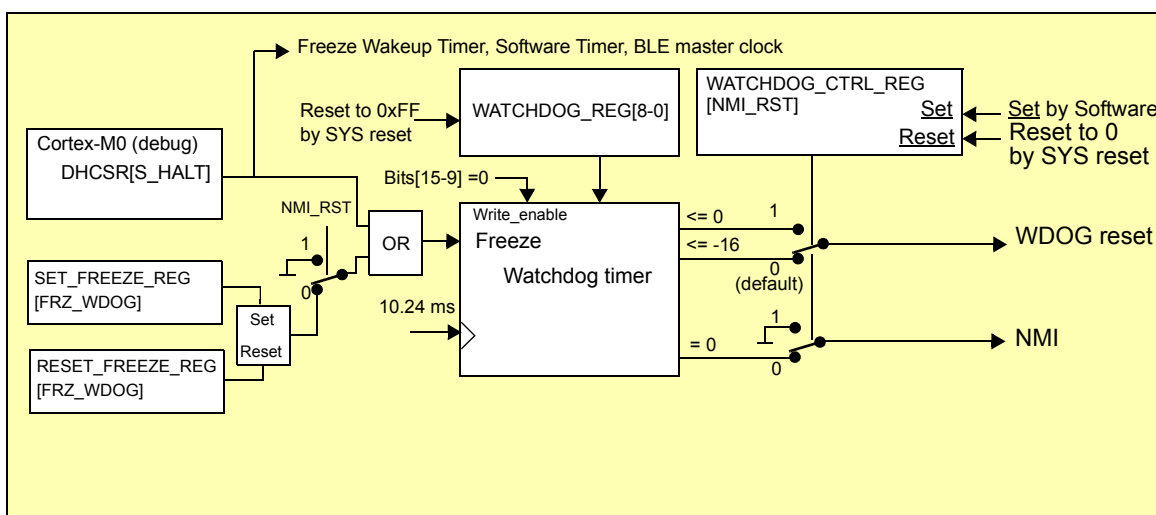 Freeze Wakeup Timer, Software Timer, BLE master clock
Reset to 0xFF
by SYS reset
WATCHDOG_REG[8-0]
WATCHDOG_CTRL_REG
[NMI_RST]
Set
Reset
Set by Software
Reset to 0
by SYS reset
Cortex-M0 (debug)
DHCSR[S_HALT]
Bits[15-9] =0
NMI_RST
1
0
OR
Write_enable
Freeze
Watchdog timer
10.24 ms
<= 0
<= -16
= 0
1
0
(default)
WDOG reset
1
0
NMI
SET_FREEZE_REG
[FRZ_WDOG]
Set
Reset
RESET_FREEZE_REG
[FRZ_WDOG]